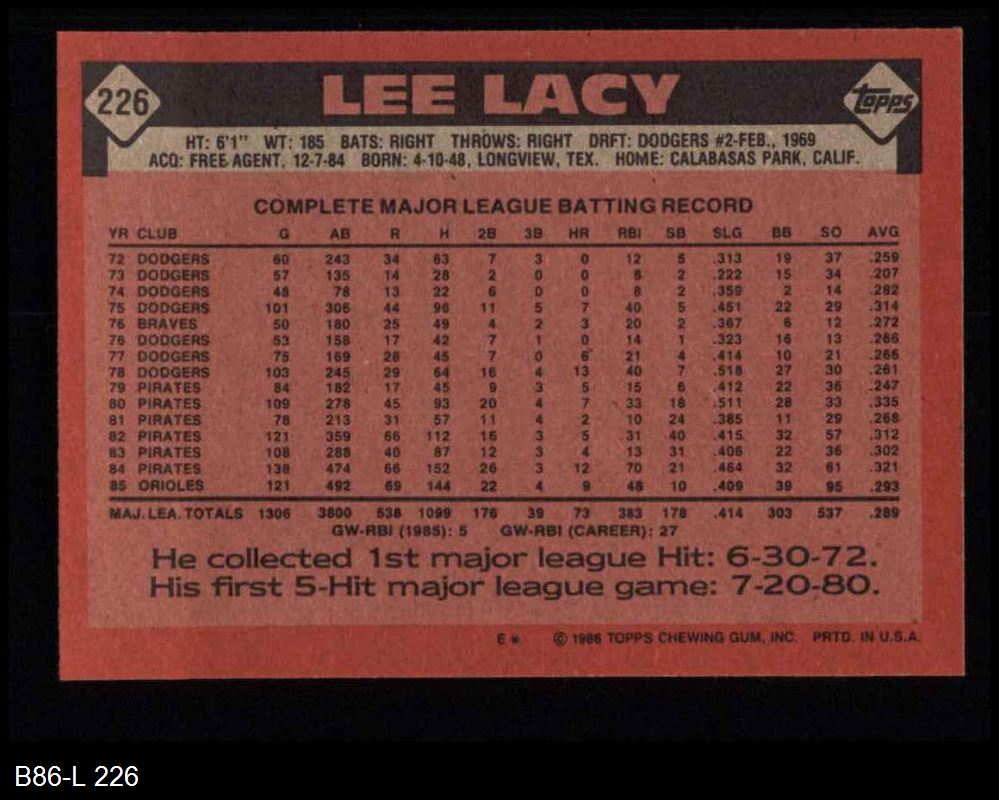 226 LEE LACY topps
HT: 6'1" WT: 185 BATS: RIGHT THROWS: RIGHT DRFT: DODGERS #2-FEB., 1969
ACQ: FREE AGENT, 12-7-84 BORN: 4-10-48, LONGVIEW, TEX. HOME: CALABASAS PARK, CALIF.
COMPLETE MAJOR LEAGUE BATTING RECORD
YR CLUB G AB R H 2B 3B HR RBI SB SLG BB SO AVG
72 DODGERS 60 243 34 63 7 3 0 12 5 .313 19 37 .259
73 DODGERS 57 135 14 28 2 0 0 8 2 .222 15 34 .207
74 DODGERS 48 78 13 22 6 0 0 8 2 .359 2 14 .282
75 DODGERS 101 306 44 96 11 5 7 40 5 .451 22 29 .314
76 BRAVES 50 180 25 49 4 2 3 20 2 .367 6 12 .272
76 DODGERS 53 158 17 42 7 1 0 14 1 .323 16 13 .266
77 DODGERS 75 169 28 45 7 0 6 21 4 .414 10 21 .266
78 DODGERS 103 245 29 64 16 4 13 40 7 .518 27 30 .261
79 PIRATES 84 182 17 45 9 3 5 15 6 .412 22 36 .247
80 PIRATES 109 278 45 93 20 4 7 33 18 .511 28 33 .335
81 PIRATES 78 213 31 57 11 4 2 10 24 .385 11 29 .268
82 PIRATES 121 359 66 112 16 3 5 31 40 .415 32 57 .312
83 PIRATES 108 288 40 87 12 3 4 13 31 .406 22 36 .302
84 PIRATES 138 474 66 152 26 3 12 70 21 .464 32 61 .321
85 ORIOLES 121 492 69 144 22 4 9 48 10 .409 39 95 .293
MAJ. LEA. TOTALS 1306 3800 538 1099 176 39 73 383 178 .414 303 537 .289
GW-RBI (1985): 5 GW-RBI (CAREER): 27
He collected 1st major league Hit: 6-30-72.
His first 5-Hit major league game: 7-20-80.
E * © 1986 TOPPS CHEWING GUM, INC. PRTD. IN U.S.A.
B86-L 226